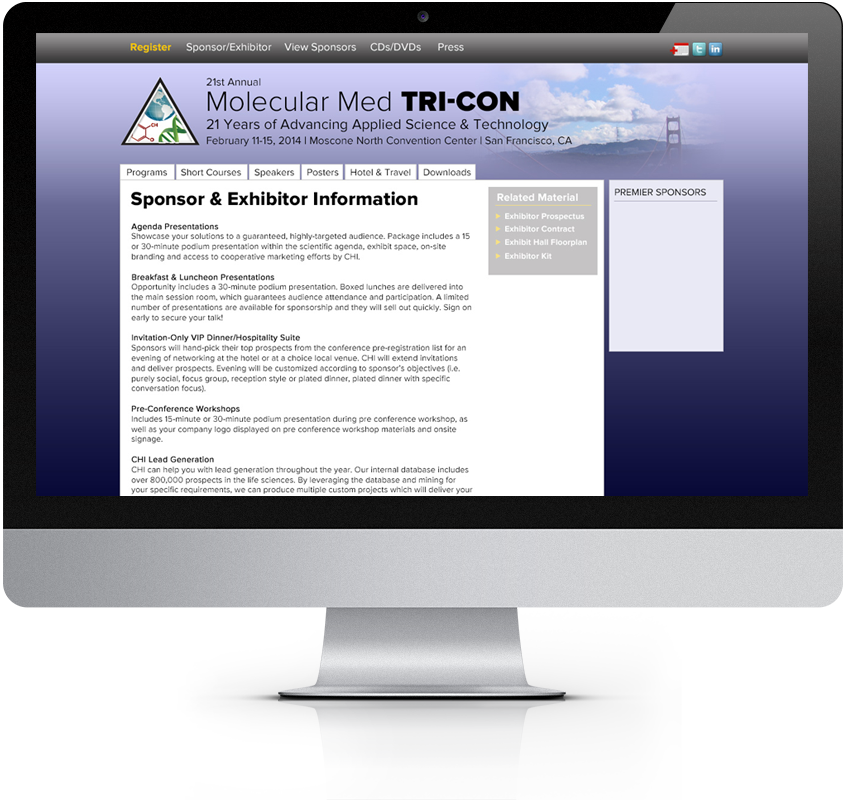 Register Sponsor/Exhibitor View Sponsors CDs/DVDs Press
21st Annual
Molecular Med TRI-CON
21 Years of Advancing Applied Science & Technology
February 11-15, 2014 | Moscone North Convention Center | San Francisco, CA
CHI
Programs Short Courses Speakers Posters Hotel & Travel Downloads
Sponsor & Exhibitor Information
Agenda Presentations
Showcase your solutions to a guaranteed, highly-targeted audience. Package includes a 15
or 30-minute podium presentation within the scientific agenda, exhibit space, on-site
branding and access to cooperative marketing efforts by CHI.
Breakfast & Luncheon Presentations
Opportunity includes a 30-minute podium presentation. Boxed lunches are delivered into
the main session room, which guarantees audience attendance and participation. A limited
number of presentations are available for sponsorship and they will sell out quickly. Sign on
early to secure your talk!
Invitation-Only VIP Dinner/Hospitality Suite
Sponsors will hand-pick their top prospects from the conference pre-registration list for an
evening of networking at the hotel or at a choice local venue. CHI will extend invitations
and deliver prospects. Evening will be customized according to sponsor's objectives (i.e.
purely social, focus group, reception style or plated dinner, plated dinner with specific
conversation focus).
Pre-Conference Workshops
Includes 15-minute or 30-minute podium presentation during pre conference workshop, as
well as your company logo displayed on pre conference workshop materials and onsite
signage.
CHI Lead Generation
CHI can help you with lead generation throughout the year. Our internal database includes
over 800,000 prospects in the life sciences. By leveraging the database and mining for
your specific requirements, we can produce multiple custom projects which will deliver your
Related Material
Exhibitor Prospectus
Exhibitor Contract
Exhibit Hall Floorplan
Exhibitor Kit
PREMIER SPONSORS
t
in